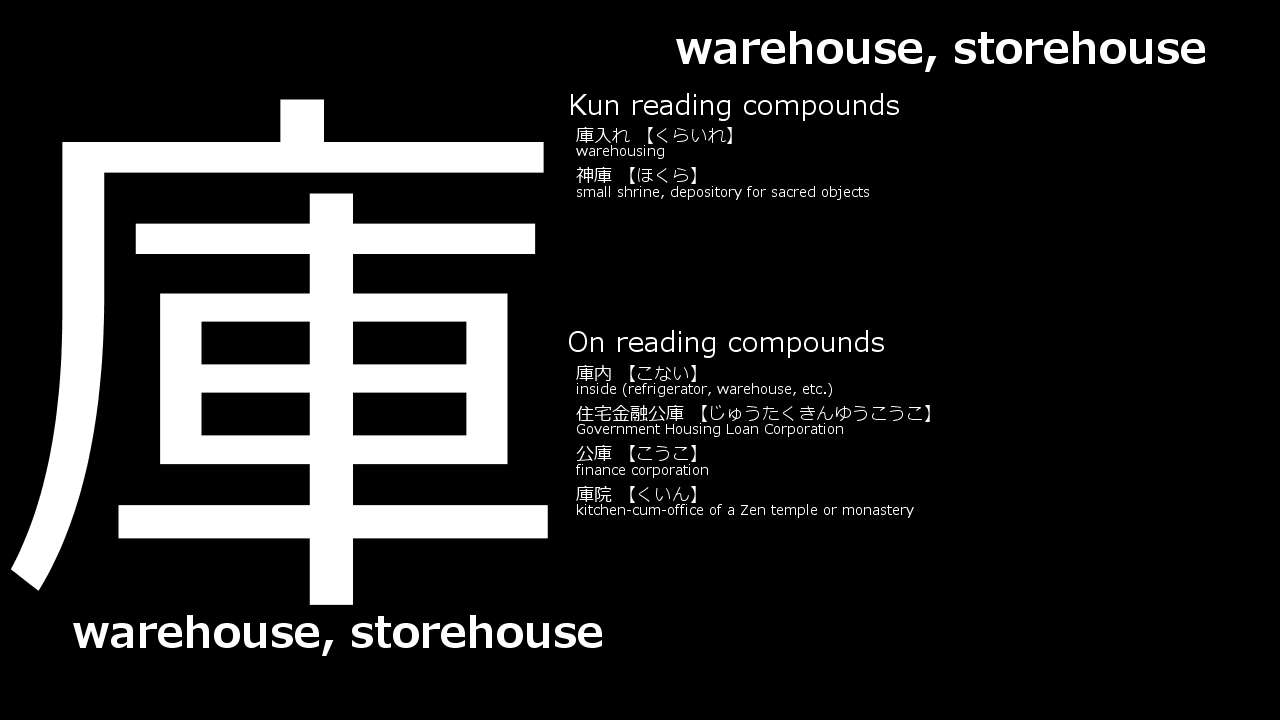 warehouse, storehouse
庫
warehouse, storehouse
Kun reading compounds
庫入れ 【くらいれ】
warehousing
神庫 【ほくら】
small shrine, depository for sacred objects
On reading compounds
庫内 【こない】
inside (refrigerator, warehouse, etc.)
住宅金融公庫 【じゅうたくきんゆうこうこ】
Government Housing Loan Corporation
公庫 【こうこ】
finance corporation
庫院 【くいん】
kitchen-cum-office of a Zen temple or monastery